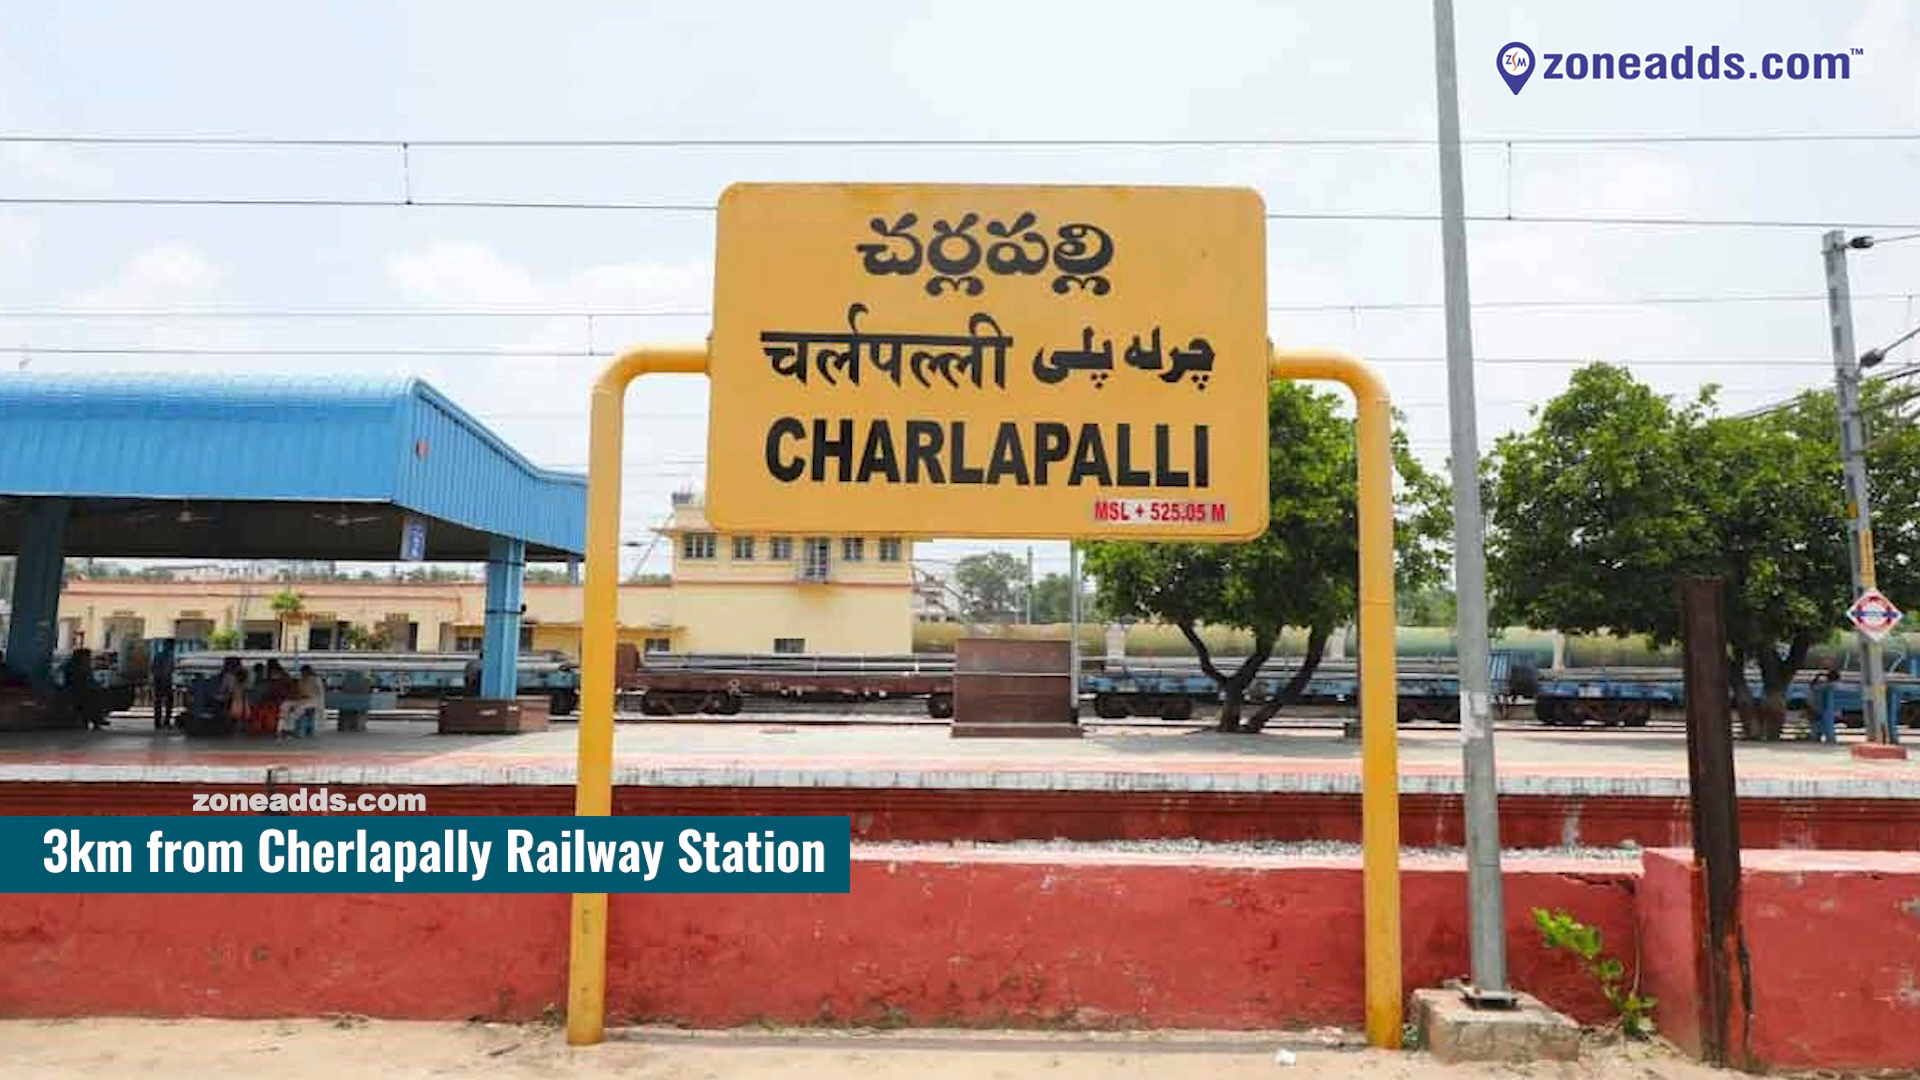 ZSM zoneadds.com™
చర్లపల్లి
चर्लपल्ली چرلہ پلی
CHARLAPALLI
MSL + 525.05 M
zoneadds.com
3km from Cherlapally Railway Station